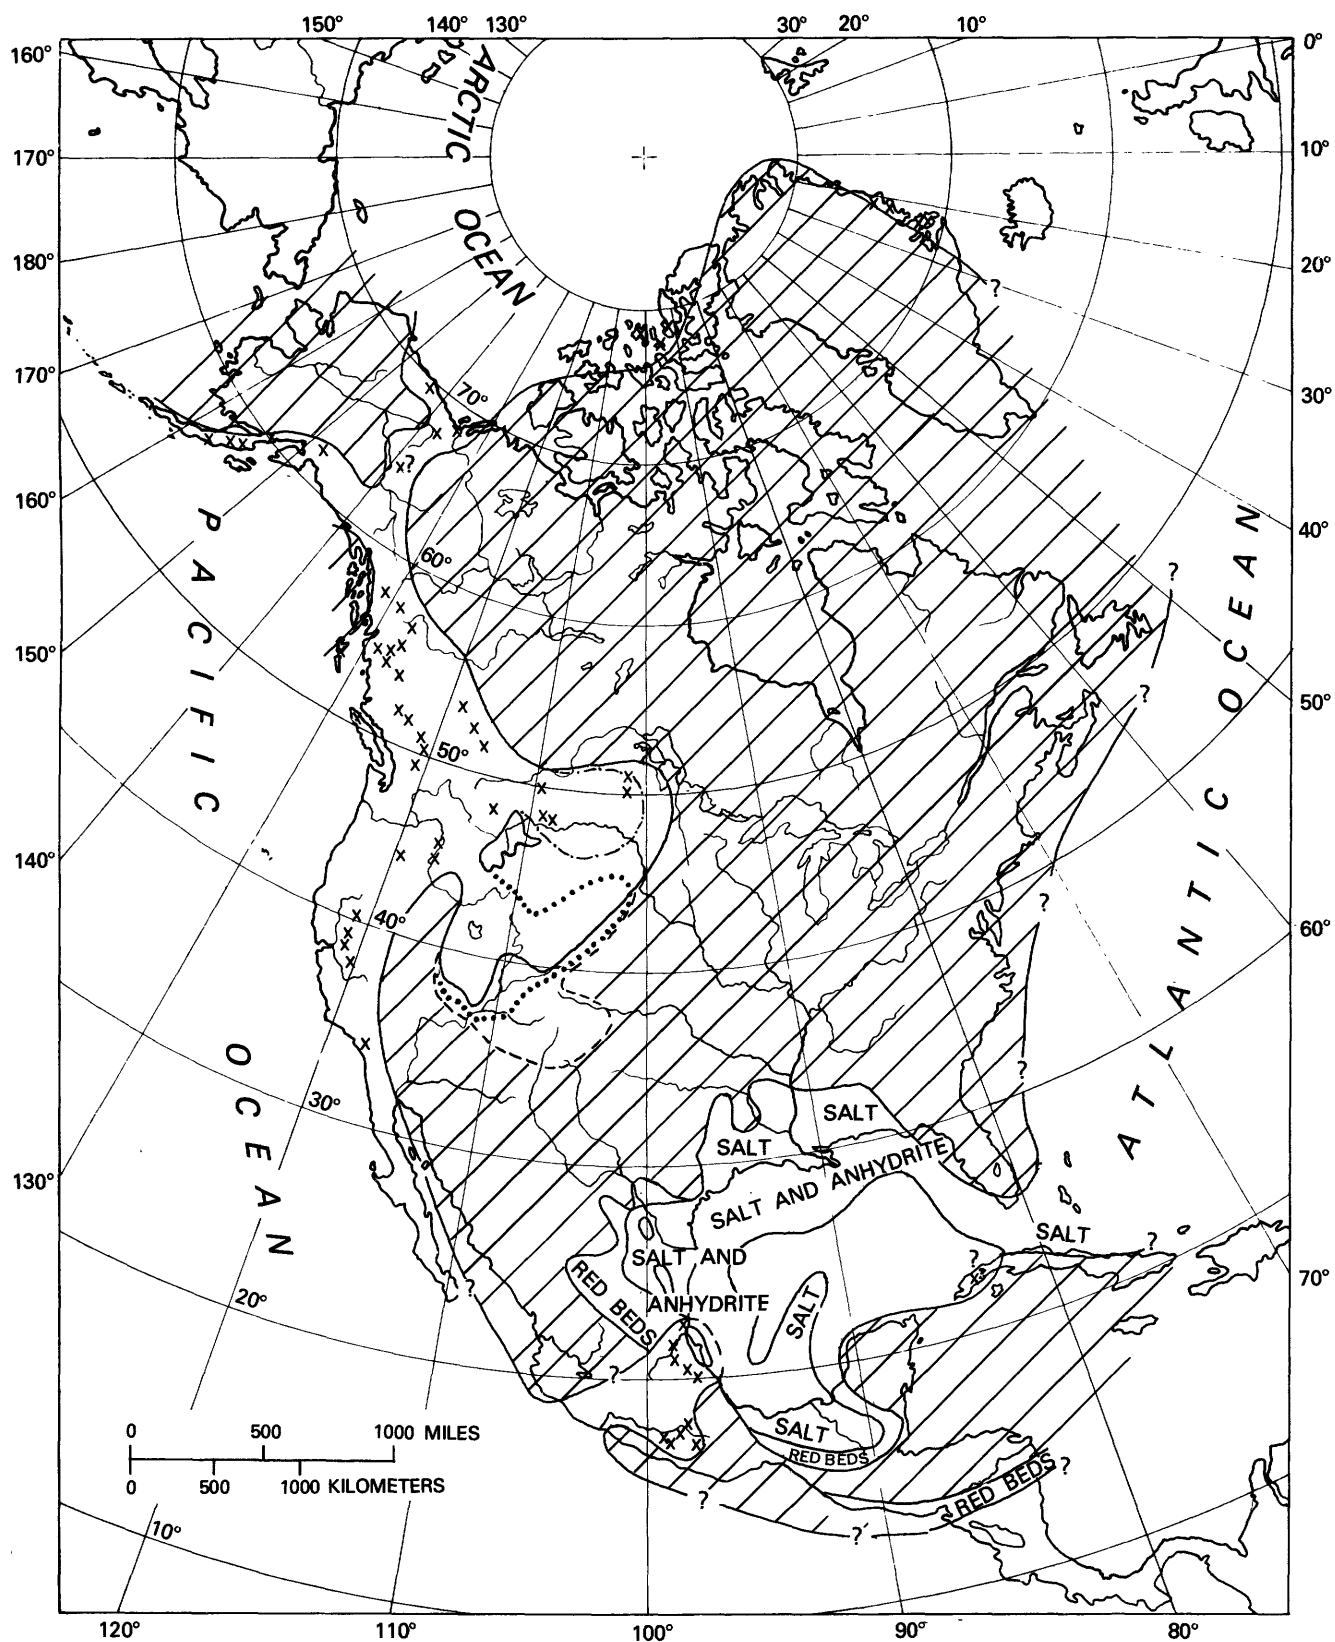 150° 140° 130° 30° 20° 10°
160° 0°
ARCTIC
170° 10°
OCEAN
180° 20°
?
170° 30°
70°
?
160° 40°
PACIFIC
60°
?
150° 50°
?
50°
ATLANTIC OCEAN
140° 60°
?
40°
OCEAN
?
30°
SALT
SALT
130°
SALT AND ANHYDRITE
SALT
?
?
SALT AND
70°
?
ANHYDRITE
RED BEDS
SALT
20°
?
0 500 1000 MILES
SALT
RED BEDS
?
0 500 1000 KILOMETERS
RED BEDS
?
10°
?
120° 110° 100° 90° 80°